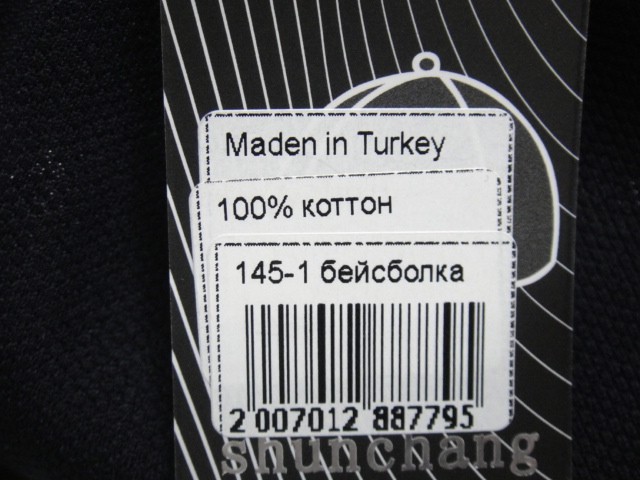 Maden in Turkey
100% коттон
145-1 бейсболка
2 007012 887795
shunchang